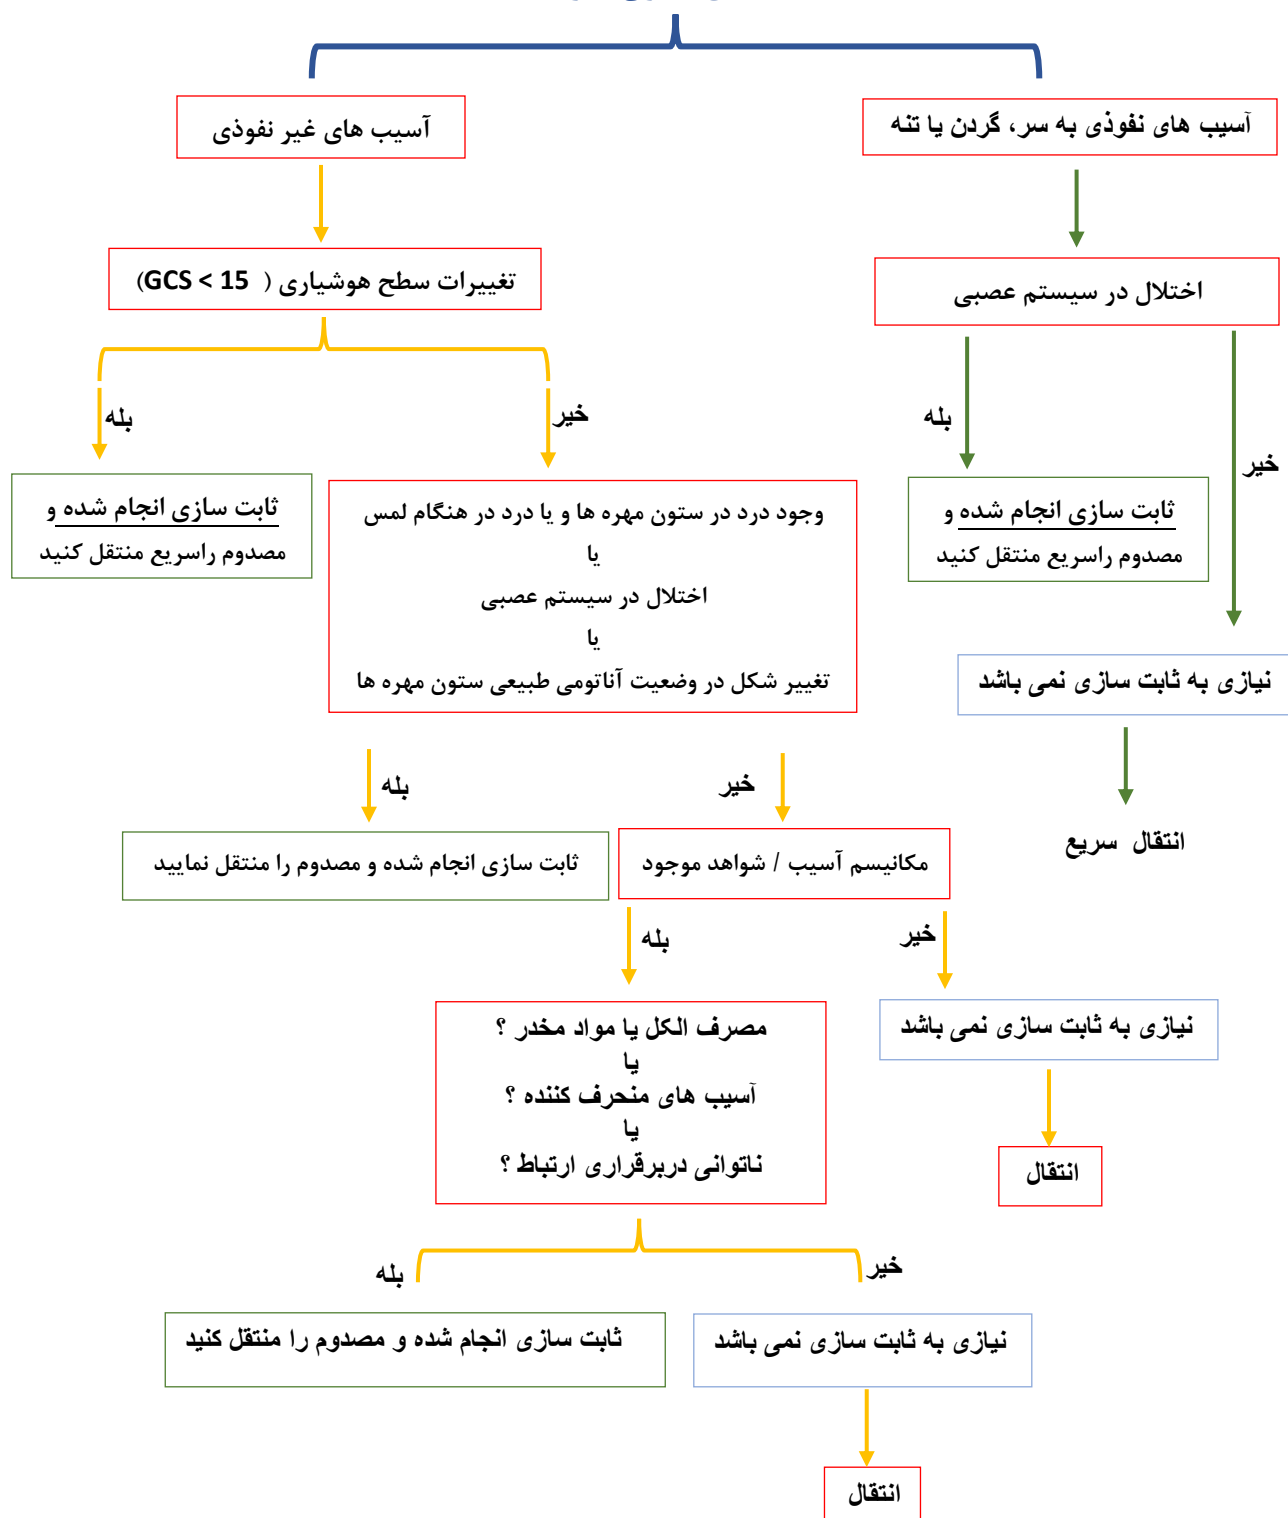 آسیب های نفوذی به سر، گردن یا تنه
آسیب های غیر نفوذی
اختلال در سیستم عصبی
تغییرات سطح هوشیاری ( GCS < 15)
بله
خیر
خیر
بله
ثابت سازی انجام شده و
مصدوم راسریع منتقل کنید
نیازی به ثابت سازی نمی باشد
انتقال سریع
وجود درد در ستون مهره ها و یا درد در هنگام لمس
یا
اختلال در سیستم عصبی
یا
تغییر شکل در وضعیت آناتومی طبیعی ستون مهره ها
ثابت سازی انجام شده و
مصدوم راسریع منتقل کنید
خیر
بله
مکانیسم آسیب / شواهد موجود
ثابت سازی انجام شده و مصدوم را منتقل نمایید
خیر
بله
نیازی به ثابت سازی نمی باشد
انتقال
مصرف الکل یا مواد مخدر ؟
یا
آسیب های منحرف کننده ؟
یا
ناتوانی دربرقراری ارتباط ؟
خیر
بله
نیازی به ثابت سازی نمی باشد
ثابت سازی انجام شده و مصدوم را منتقل کنید
انتقال